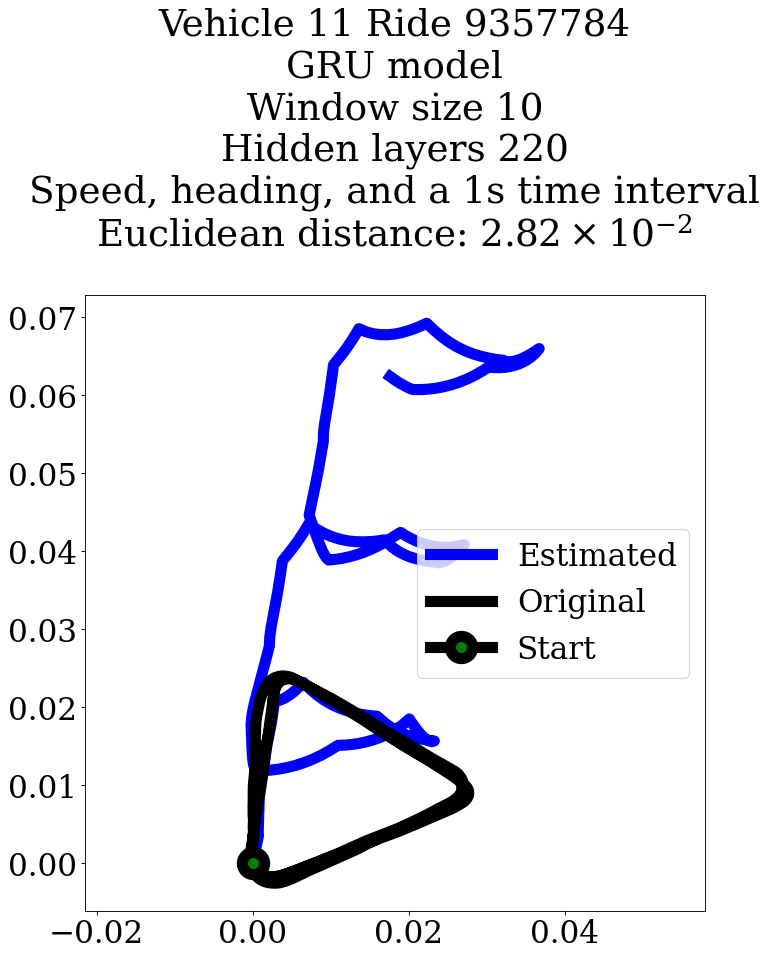 Vehicle 11 Ride 9357784
GRU model
Window size 10
Hidden layers 220
Speed, heading, and a 1s time interval
Euclidean distance: 2.82 × 10⁻²
0.07
0.06
0.05
0.04
0.03
0.02
0.01
0.00
Estimated
Original
Start
−0.02 0.00 0.02 0.04